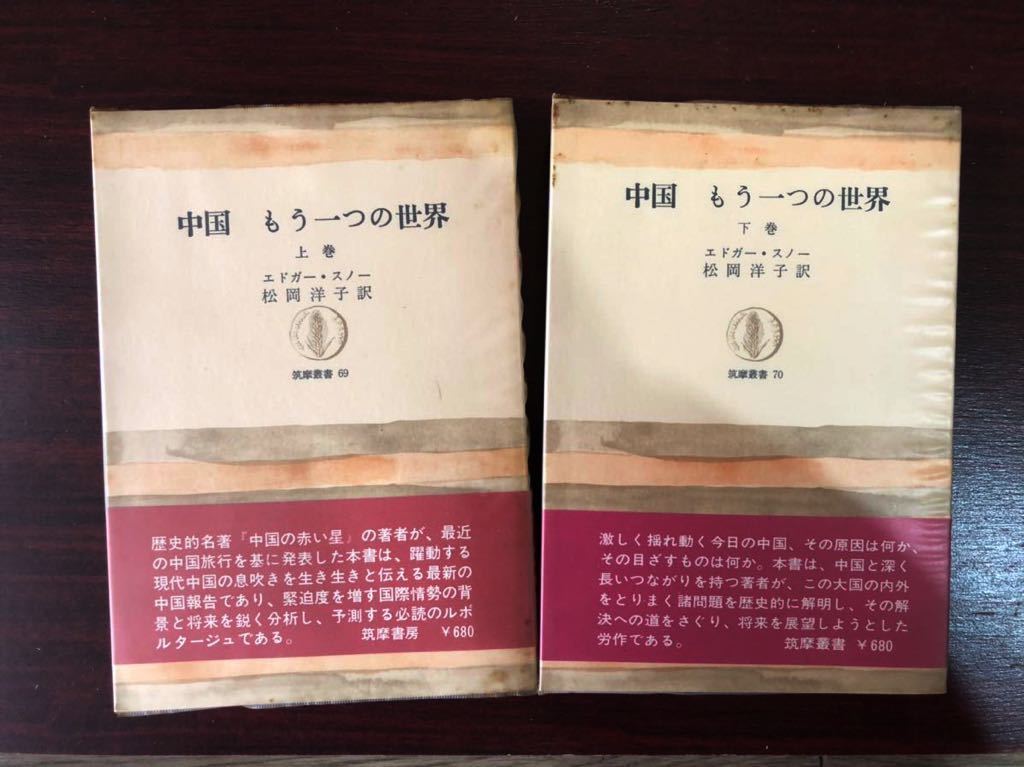 中国　もう一つの世界
上巻
エドガー・スノー
松岡洋子訳
筑摩叢書 69
歴史的名著『中国の赤い星』の著者が、最近
の中国旅行を基に発表した本書は、躍動する
現代中国の息吹きを生き生きと伝える最新の
中国報告であり、緊迫度を増す国際情勢の背
景と将来を鋭く分析し、予測する必読のルポ
ルタージュである。　筑摩書房　￥680
中国　もう一つの世界
下巻
エドガー・スノー
松岡洋子訳
筑摩叢書 70
激しく揺れ動く今日の中国、その原因は何か、
その目ざすものは何か。本書は、中国と深く
長いつながりを持つ著者が、この大国の内外
をとりまく諸問題を歴史的に解明し、その解
決への道をさぐり、将来を展望しようとした
労作である。　筑摩叢書　￥680